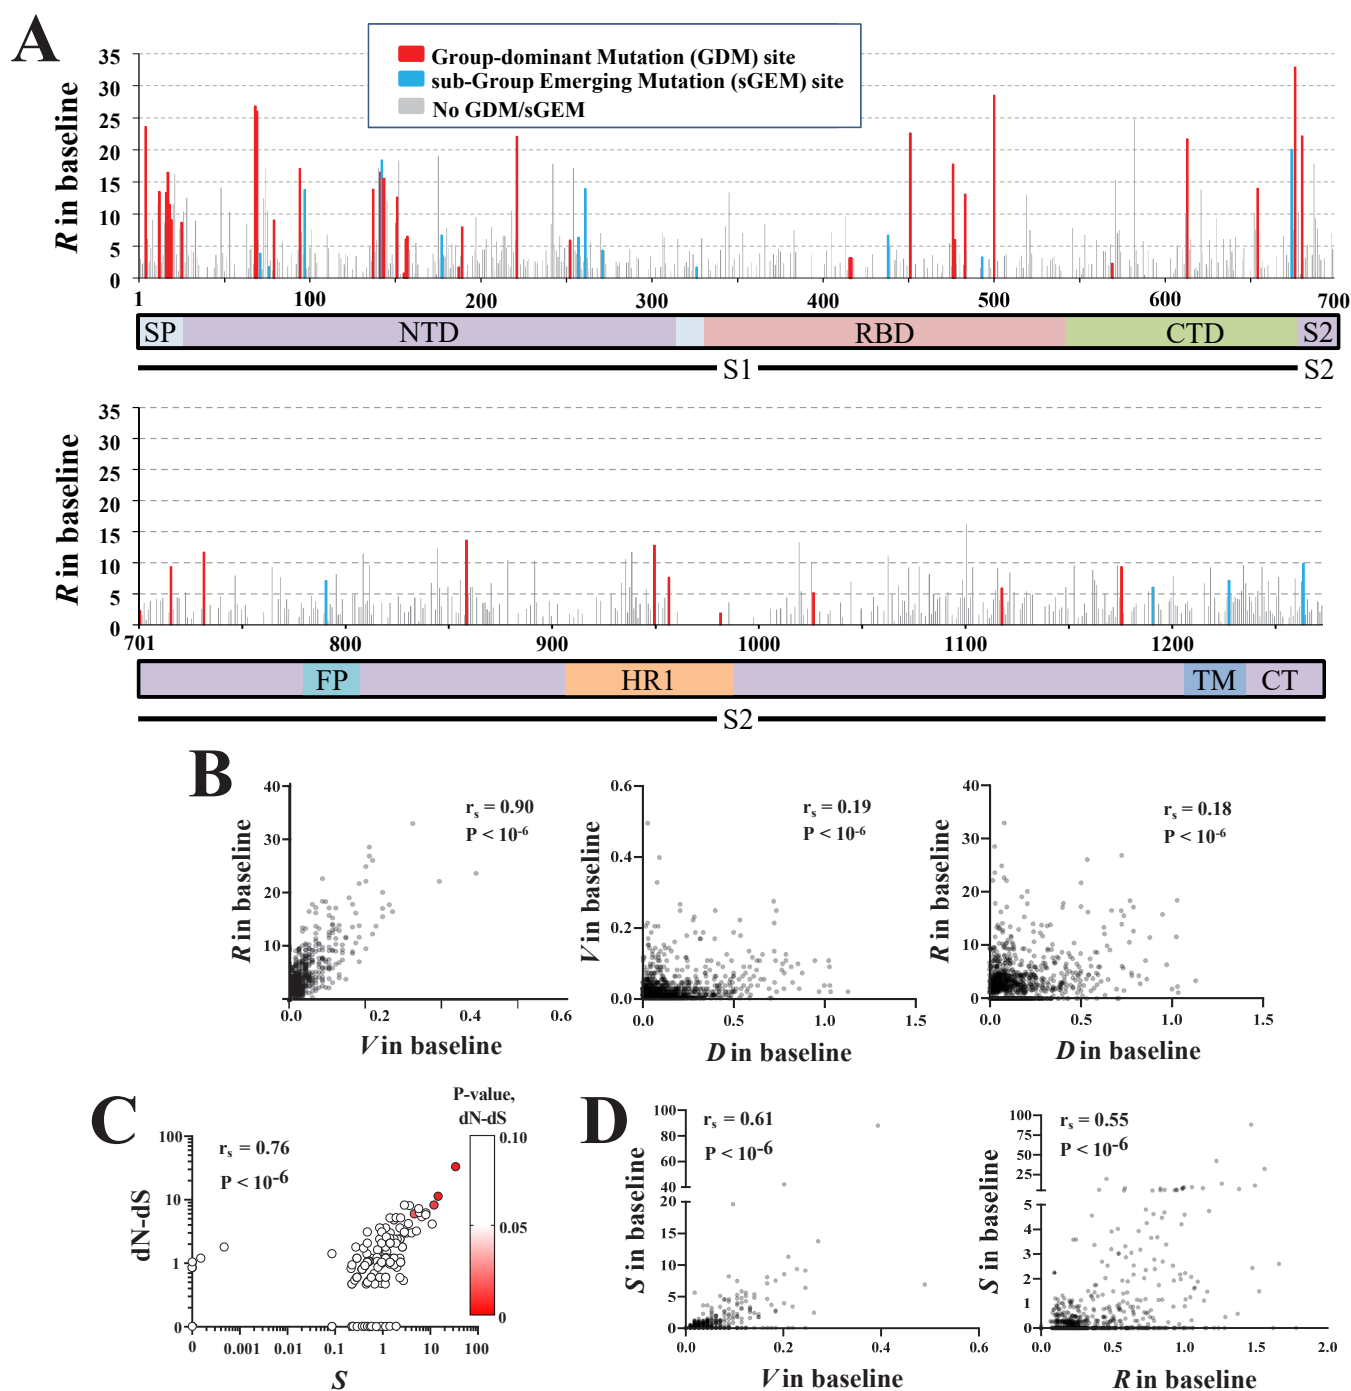 A
Group-dominant Mutation (GDM) site
sub-Group Emerging Mutation (sGEM) site
No GDM/sGEM
R in baseline
35
30
25
20
15
10
5
0
1 100 200 300 400 500 600 700
SP NTD RBD CTD S2
S1 S2
R in baseline
35
30
25
20
15
10
5
0
701 800 900 1000 1100 1200
FP HR1 TM CT
S2
B
R in baseline
40
30
20
10
rs = 0.90
P < 10-6
0.0 0.2 0.4 0.6
V in baseline
V in baseline
0.6
0.4
0.2
0.0
rs = 0.19
P < 10-6
0.0 0.5 1.0 1.5
D in baseline
R in baseline
40
30
20
10
0
rs = 0.18
P < 10-6
0.0 0.5 1.0 1.5
D in baseline
C
dN-dS
100
10
1
0
rs = 0.76
P < 10-6
P-value,
dN-dS
0.10
0.05
0
0 0.001 0.01 0.1 1 10 100
S
D
S in baseline
100
80
60
40
20
15
10
5
0
rs = 0.61
P < 10-6
0.0 0.2 0.4 0.6
V in baseline
S in baseline
100
75
50
25
5
4
3
2
1
0
rs = 0.55
P < 10-6
0.0 0.5 1.0 1.5 2.0
R in baseline